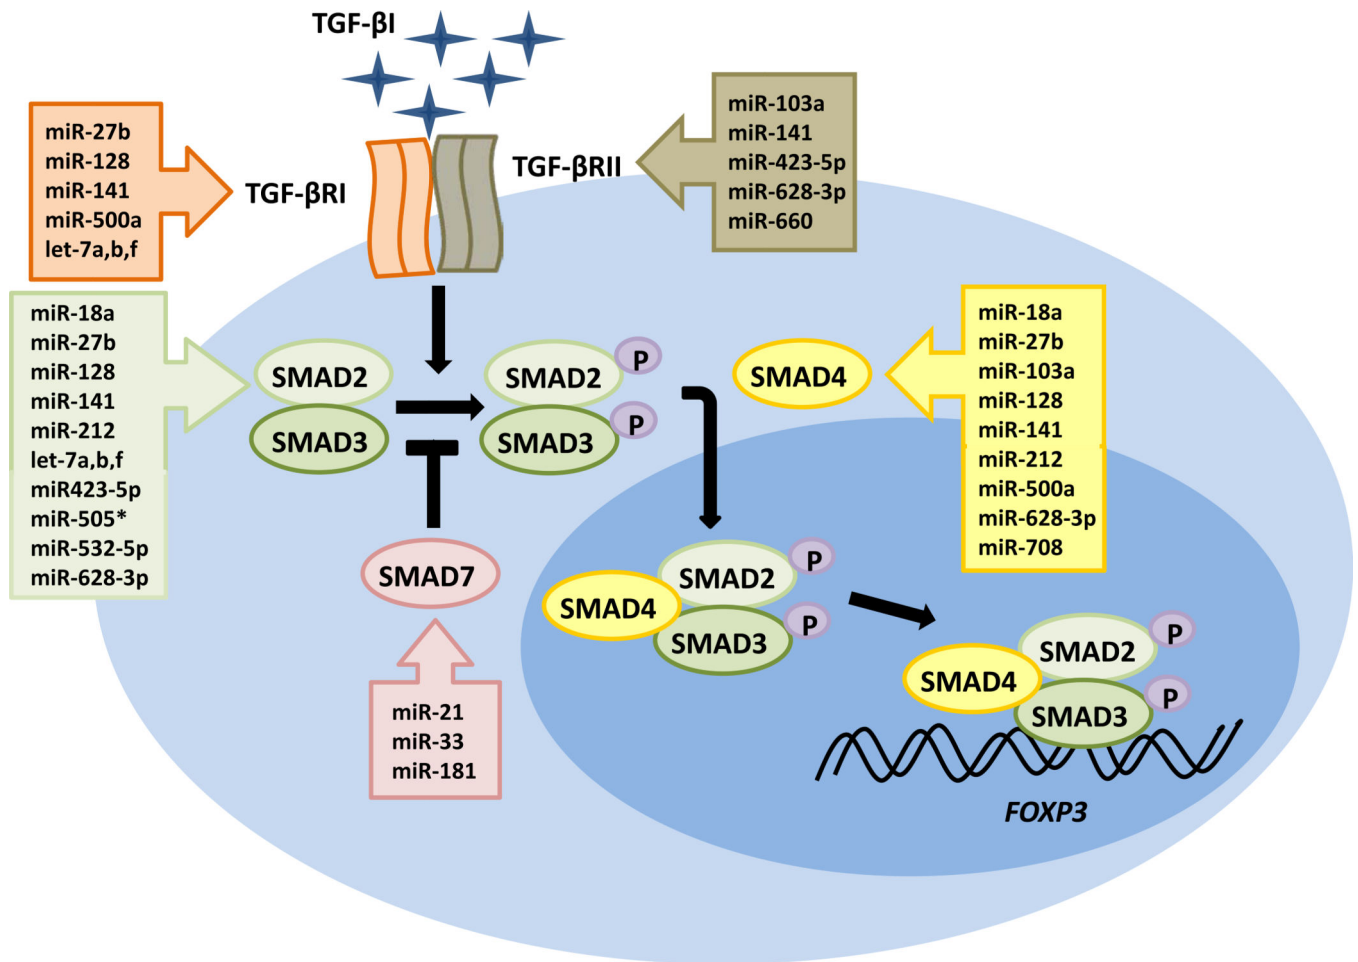 TGF-βI
miR-27b
miR-128
miR-141
miR-500a
let-7a,b,f
TGF-βRI
TGF-βRII
miR-103a
miR-141
miR-423-5p
miR-628-3p
miR-660
miR-18a
miR-27b
miR-128
miR-141
miR-212
let-7a,b,f
miR423-5p
miR-505*
miR-532-5p
miR-628-3p
SMAD2
SMAD3
SMAD2
P
SMAD3
P
SMAD4
miR-18a
miR-27b
miR-103a
miR-128
miR-141
miR-212
miR-500a
miR-628-3p
miR-708
SMAD7
miR-21
miR-33
miR-181
SMAD4
SMAD2
P
SMAD3
P
SMAD4
SMAD2
P
SMAD3
P
FOXP3